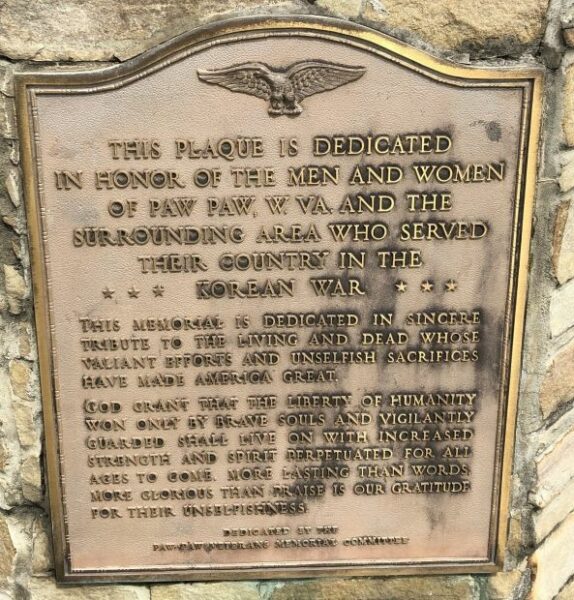 THIS PLAQUE IS DEDICATED
IN HONOR OF THE MEN AND WOMEN
OF PAW PAW, W. VA. AND THE
SURROUNDING AREA WHO SERVED
THEIR COUNTRY IN THE
★ ★ ★ KOREAN WAR ★ ★ ★
THIS MEMORIAL IS DEDICATED IN SINCERE
TRIBUTE TO THE LIVING AND DEAD WHOSE
VALIANT EFFORTS AND UNSELFISH SACRIFICES
HAVE MADE AMERICA GREAT.
GOD GRANT THAT THE LIBERTY OF HUMANITY
WON ONLY BY BRAVE SOULS AND VIGILANTLY
GUARDED SHALL LIVE ON WITH INCREASED
STRENGTH AND SPIRIT PERPETUATED FOR ALL
AGES TO COME. MORE LASTING THAN WORDS,
MORE GLORIOUS THAN PRAISE IS OUR GRATITUDE
FOR THEIR UNSELFISHNESS.
DEDICATED BY THE
PAW PAW VETERANS MEMORIAL COMMITTEE